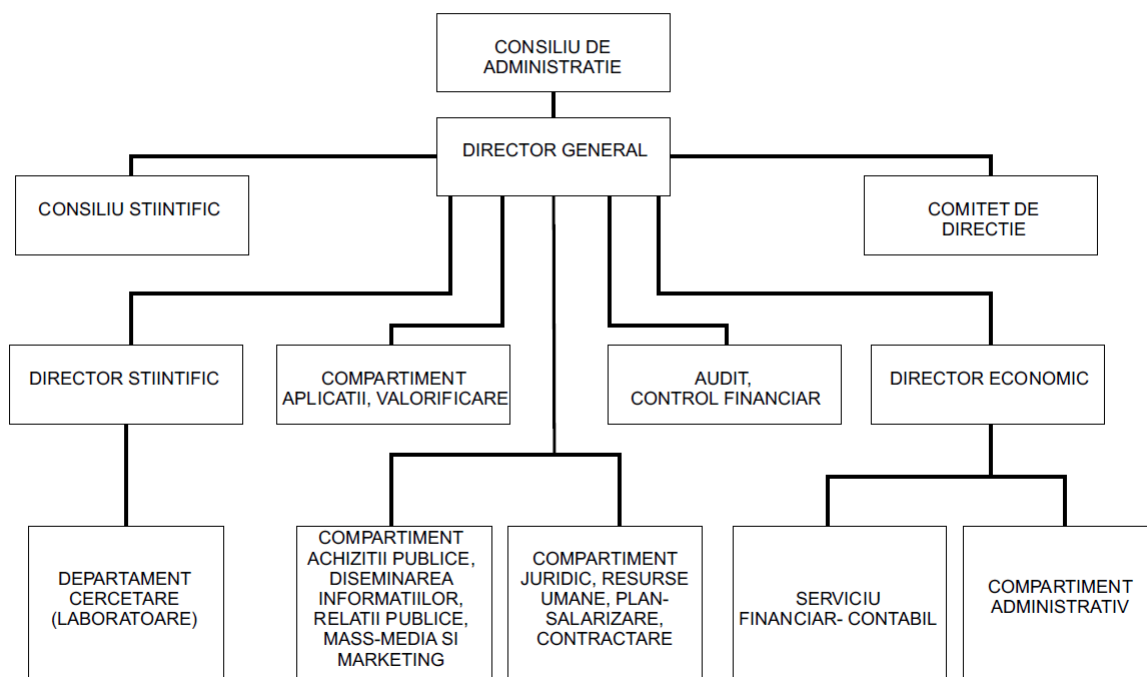 CONSILIU DE
ADMINISTRATIE
DIRECTOR GENERAL
CONSILIU STIINTIFIC
COMITET DE
DIRECTIE
DIRECTOR STIINTIFIC
COMPARTIMENT
APLICATII, VALORIFICARE
AUDIT,
CONTROL FINANCIAR
DIRECTOR ECONOMIC
DEPARTAMENT
CERCETARE
(LABORATOARE)
COMPARTIMENT
ACHIZITII PUBLICE,
DISEMINAREA
INFORMATIILOR,
RELATII PUBLICE,
MASS-MEDIA SI
MARKETING
COMPARTIMENT
JURIDIC, RESURSE
UMANE, PLAN-
SALARIZARE,
CONTRACTARE
SERVICIU
FINANCIAR- CONTABIL
COMPARTIMENT
ADMINISTRATIV